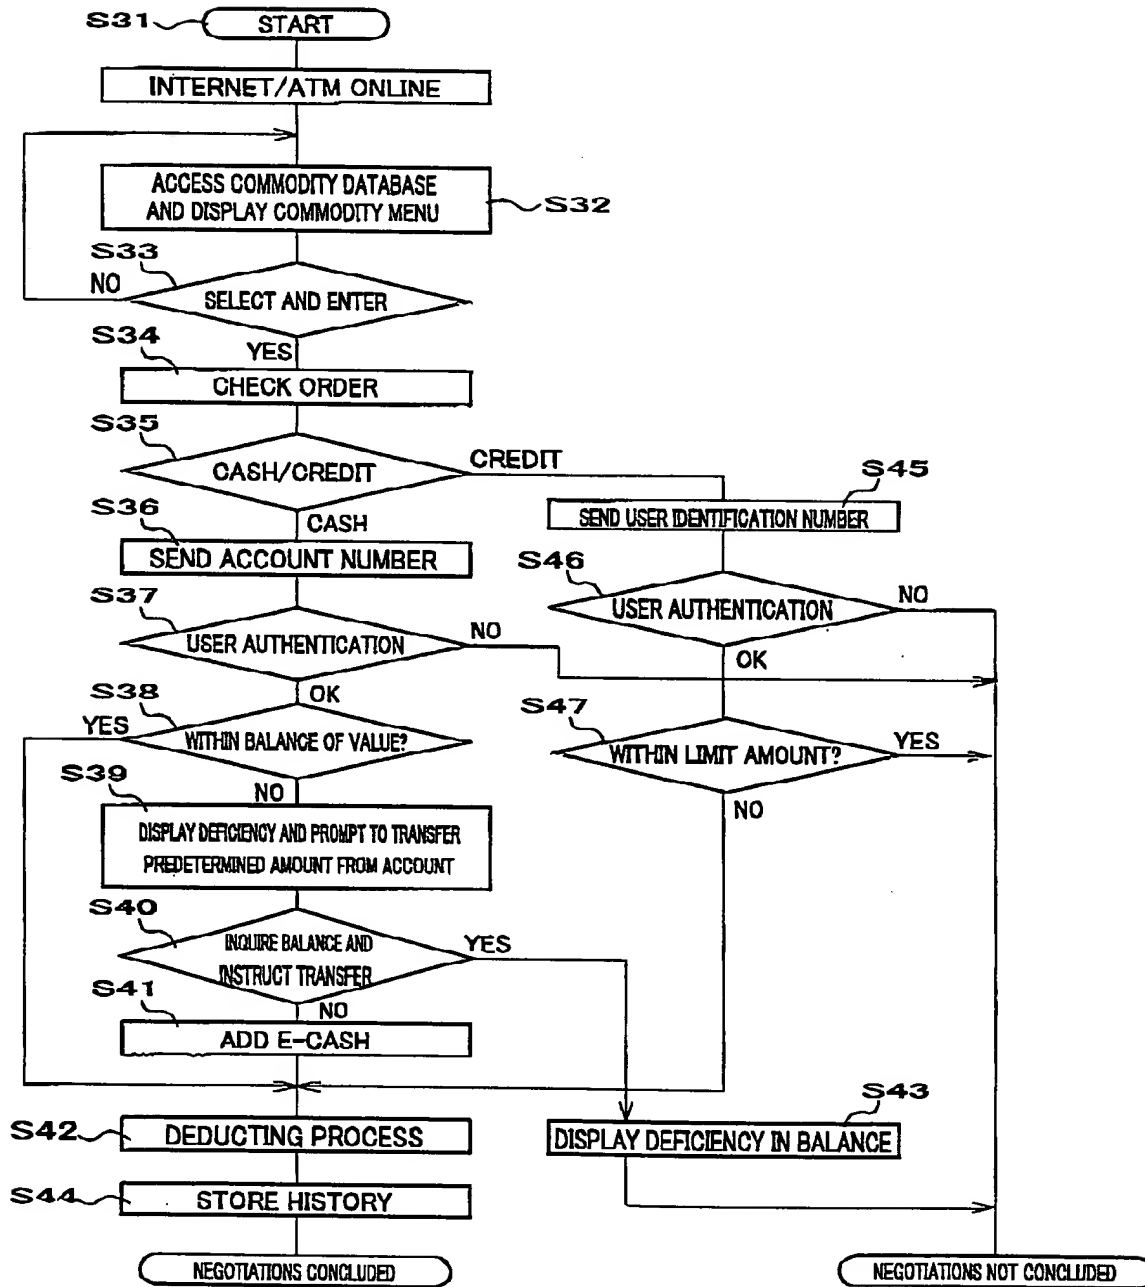 S31
START
INTERNET/ATM ONLINE
ACCESS COMMODITY DATABASE
AND DISPLAY COMMODITY MENU
S32
S33
NO
SELECT AND ENTER
YES
S34
CHECK ORDER
S35
CASH/CREDIT
CREDIT
S45
SEND USER IDENTIFICATION NUMBER
S36
CASH
SEND ACCOUNT NUMBER
S46
USER AUTHENTICATION
NO
OK
S37
USER AUTHENTICATION
NO
OK
S38
YES
WITHIN BALANCE OF VALUE?
NO
S47
WITHIN LIMIT AMOUNT?
YES
NO
S39
DISPLAY DEFICIENCY AND PROMPT TO TRANSFER
PREDETERMINED AMOUNT FROM ACCOUNT
S40
INQUIRE BALANCE AND
INSTRUCT TRANSFER
YES
NO
S41
ADD E-CASH
S42
DEDUCTING PROCESS
S43
DISPLAY DEFICIENCY IN BALANCE
S44
STORE HISTORY
NEGOTIATIONS CONCLUDED
NEGOTIATIONS NOT CONCLUDED